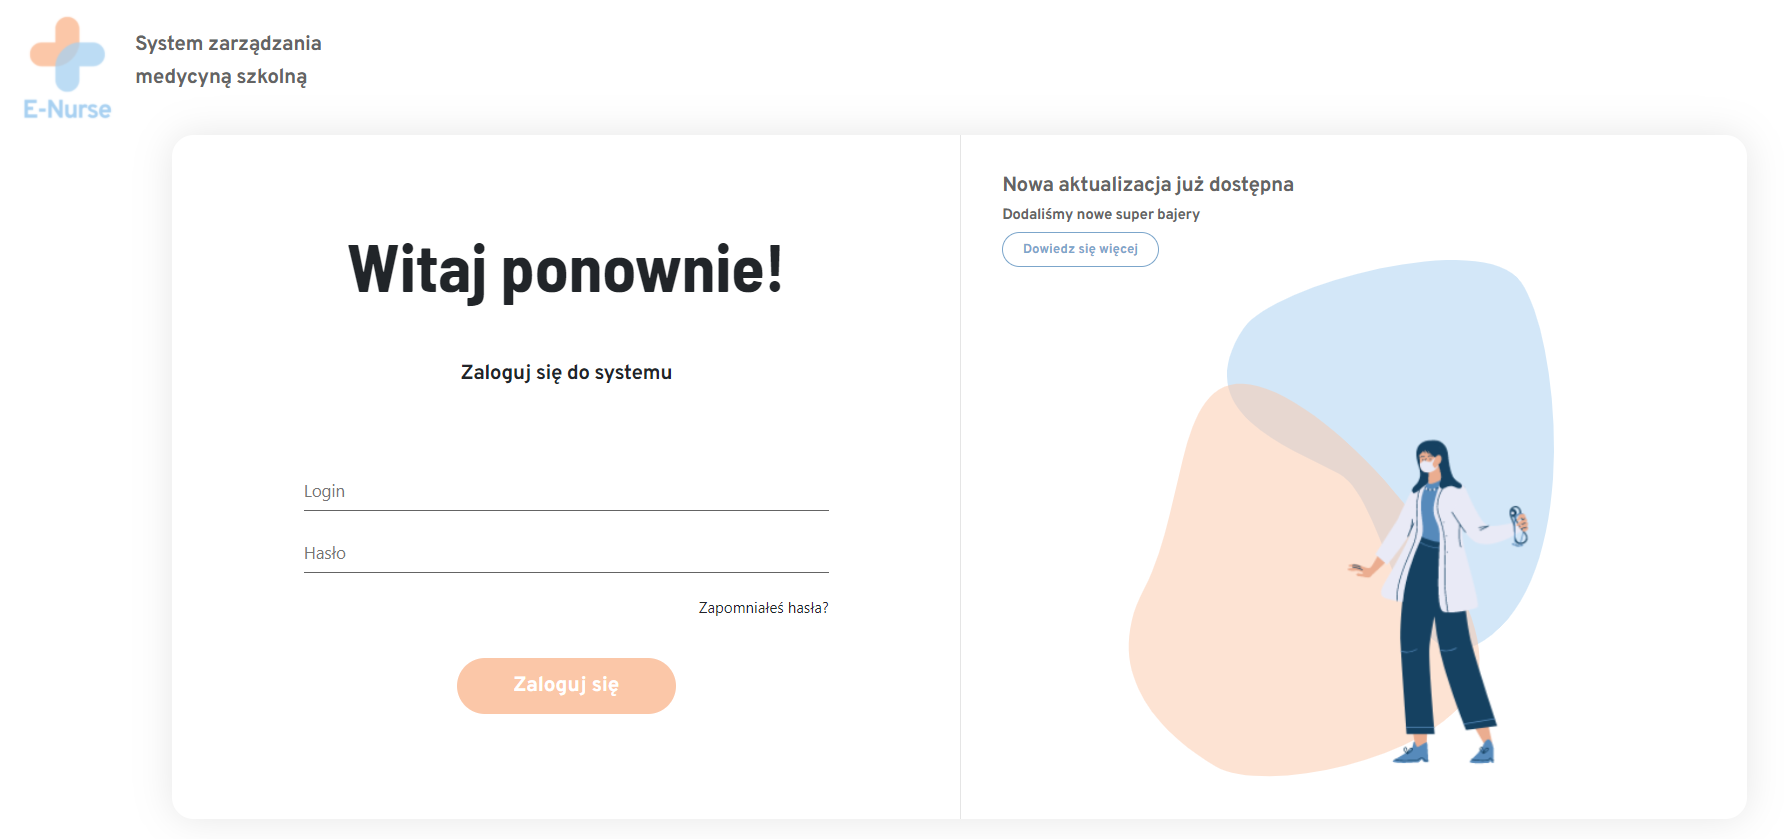 E-Nurse
System zarządzania
medycyną szkolną
Witaj ponownie!
Zaloguj się do systemu
Login
Hasło
Zapomniałeś hasła?
Zaloguj się
Nowa aktualizacja już dostępna
Dodaliśmy nowe super bajery
Dowiedz się więcej